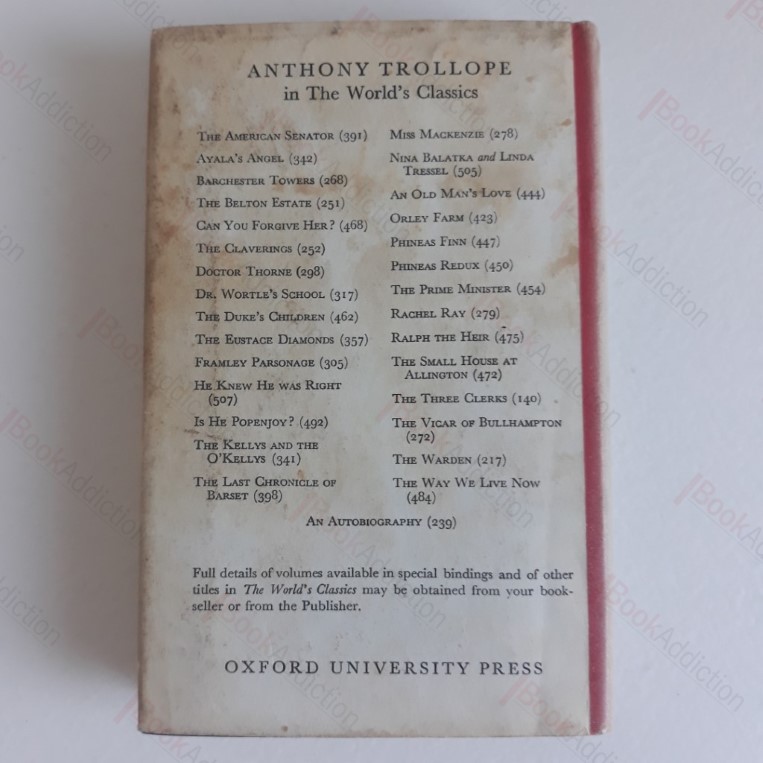 ANTHONY TROLLOPE
in The World's Classics
THE AMERICAN SENATOR (391)
AYALA'S ANGEL (342)
BARCHESTER TOWERS (268)
THE BELTON ESTATE (251)
CAN YOU FORGIVE HER? (468)
THE CLAVERINGS (252)
DOCTOR THORNE (298)
DR. WORTLE'S SCHOOL (317)
THE DUKE'S CHILDREN (462)
THE EUSTACE DIAMONDS (357)
FRAMLEY PARSONAGE (305)
HE KNEW HE WAS RIGHT
(507)
IS HE POPENJOY? (492)
THE KELLYS AND THE
O'KELLYS (341)
THE LAST CHRONICLE OF
BARSET (398)
MISS MACKENZIE (278)
NINA BALATKA and LINDA
TRESSEL (505)
AN OLD MAN'S LOVE (444)
ORLEY FARM (423)
PHINEAS FINN (447)
PHINEAS REDUX (450)
THE PRIME MINISTER (454)
RACHEL RAY (279)
RALPH THE HEIR (475)
THE SMALL HOUSE AT
ALLINGTON (472)
THE THREE CLERKS (140)
THE VICAR OF BULLHAMPTON
(272)
THE WARDEN (217)
THE WAY WE LIVE NOW
(484)
AN AUTOBIOGRAPHY (239)
Full details of volumes available in special bindings and of other
titles in The World's Classics may be obtained from your book-
seller or from the Publisher.
OXFORD UNIVERSITY PRESS
BookAddiction